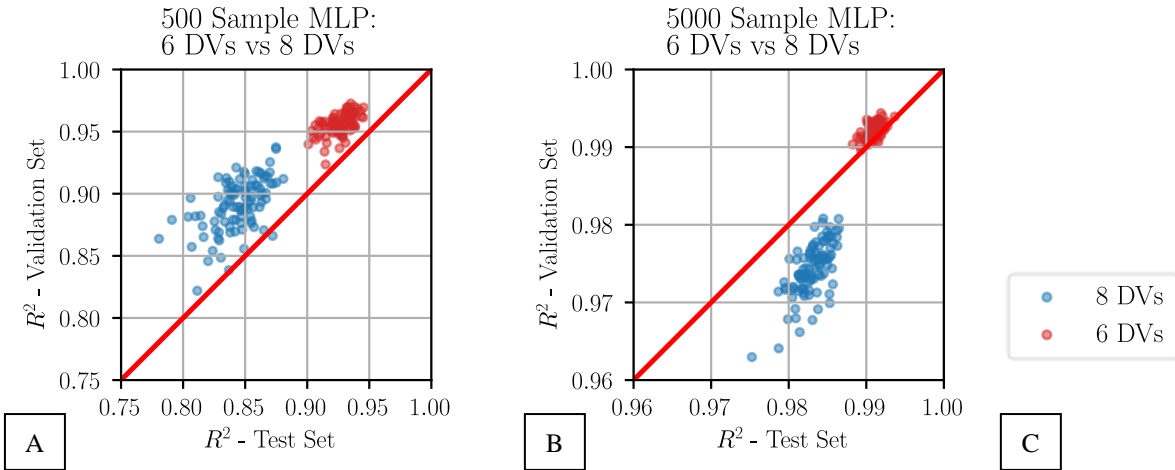 500 Sample MLP:
6 DVs vs 8 DVs
1.00
0.95
0.90
0.85
0.80
0.75
R² - Validation Set
0.75 0.80 0.85 0.90 0.95 1.00
R² - Test Set
A
5000 Sample MLP:
6 DVs vs 8 DVs
1.00
0.99
0.98
0.97
0.96
R² - Validation Set
0.96 0.97 0.98 0.99 1.00
R² - Test Set
B
8 DVs
6 DVs
C